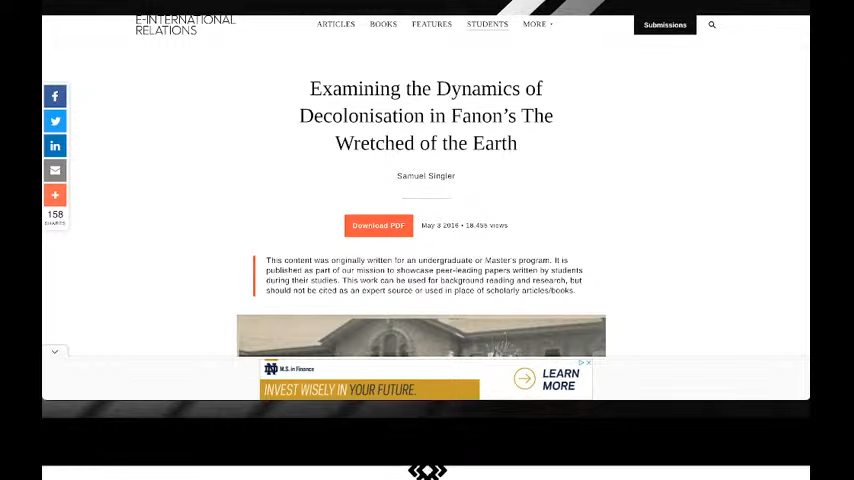 E-INTERNATIONAL
RELATIONS
ARTICLES BOOKS FEATURES STUDENTS MORE
Submissions
Examining the Dynamics of
Decolonisation in Fanon's The
Wretched of the Earth
Samuel Singler
Download PDF
May 3 2016 • 18,455 views
158
SHARES
This content was originally written for an undergraduate or Master's program. It is
published as part of our mission to showcase peer-leading papers written by students
during their studies. This work can be used for background reading and research, but
should not be cited as an expert source or used in place of scholarly articles/books.
ND M.S. in Finance
INVEST WISELY IN YOUR FUTURE.
LEARN
MORE